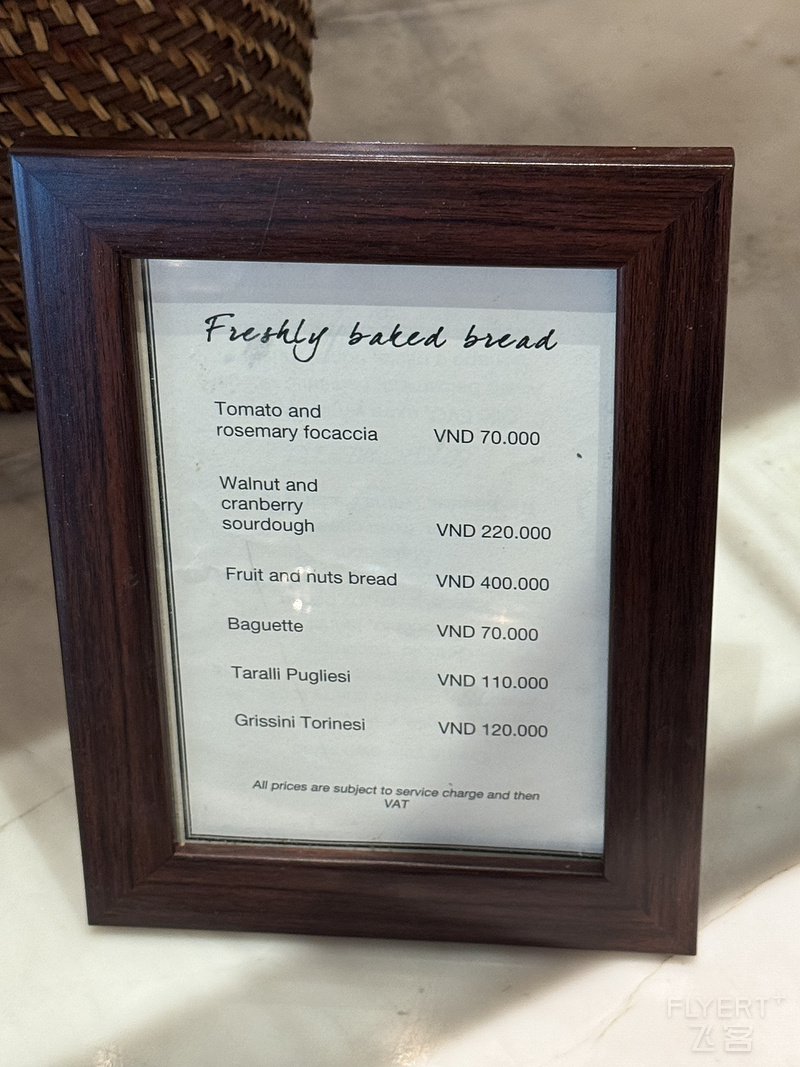 Freshly baked bread
Tomato and
rosemary focaccia VND 70.000
Walnut and
cranberry
sourdough VND 220.000
Fruit and nuts bread VND 400.000
Baguette VND 70.000
Taralli Pugliesi VND 110.000
Grissini Torinesi VND 120.000
All prices are subject to service charge and then
VAT
FLYERT+
飞客